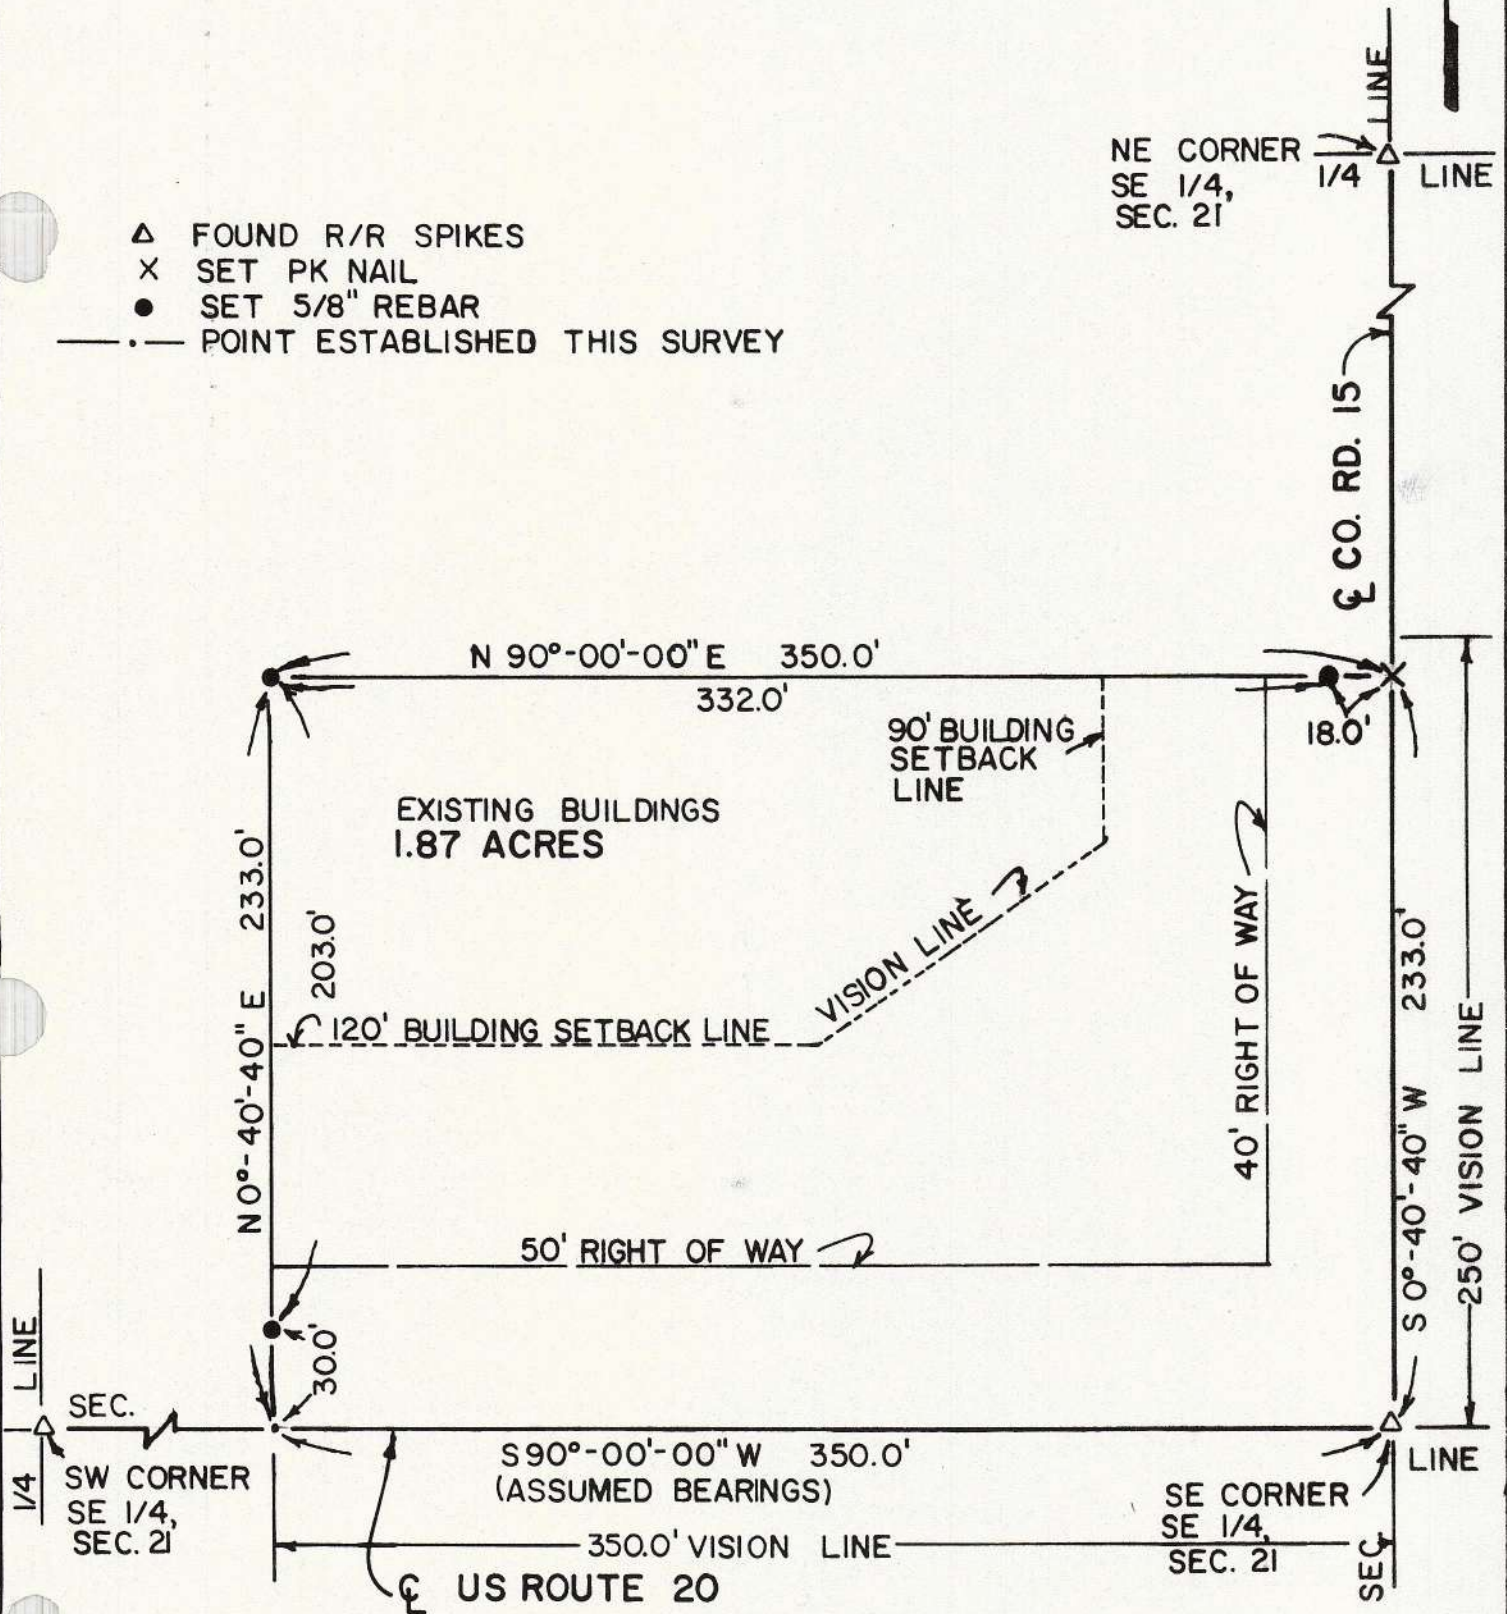 LINE
NE CORNER
SE 1/4,
SEC. 21
1/4
LINE
△ FOUND R/R SPIKES
X SET PK NAIL
● SET 5/8" REBAR
—·— POINT ESTABLISHED THIS SURVEY
℄ CO. RD. 15
N 90°-00'-00" E 350.0'
332.0'
18.0'
90' BUILDING
SETBACK
LINE
EXISTING BUILDINGS
1.87 ACRES
VISION LINE
N 0°-40'-40" E 233.0'
203.0'
120' BUILDING SETBACK LINE
40' RIGHT OF WAY
S 0°-40'-40" W 233.0'
250' VISION LINE
50' RIGHT OF WAY
30.0'
LINE
1/4
SEC.
SW CORNER
SE 1/4,
SEC. 21
S 90°-00'-00" W 350.0'
(ASSUMED BEARINGS)
LINE
SE CORNER
SE 1/4,
SEC. 21
SEC.
350.0' VISION LINE
℄ US ROUTE 20